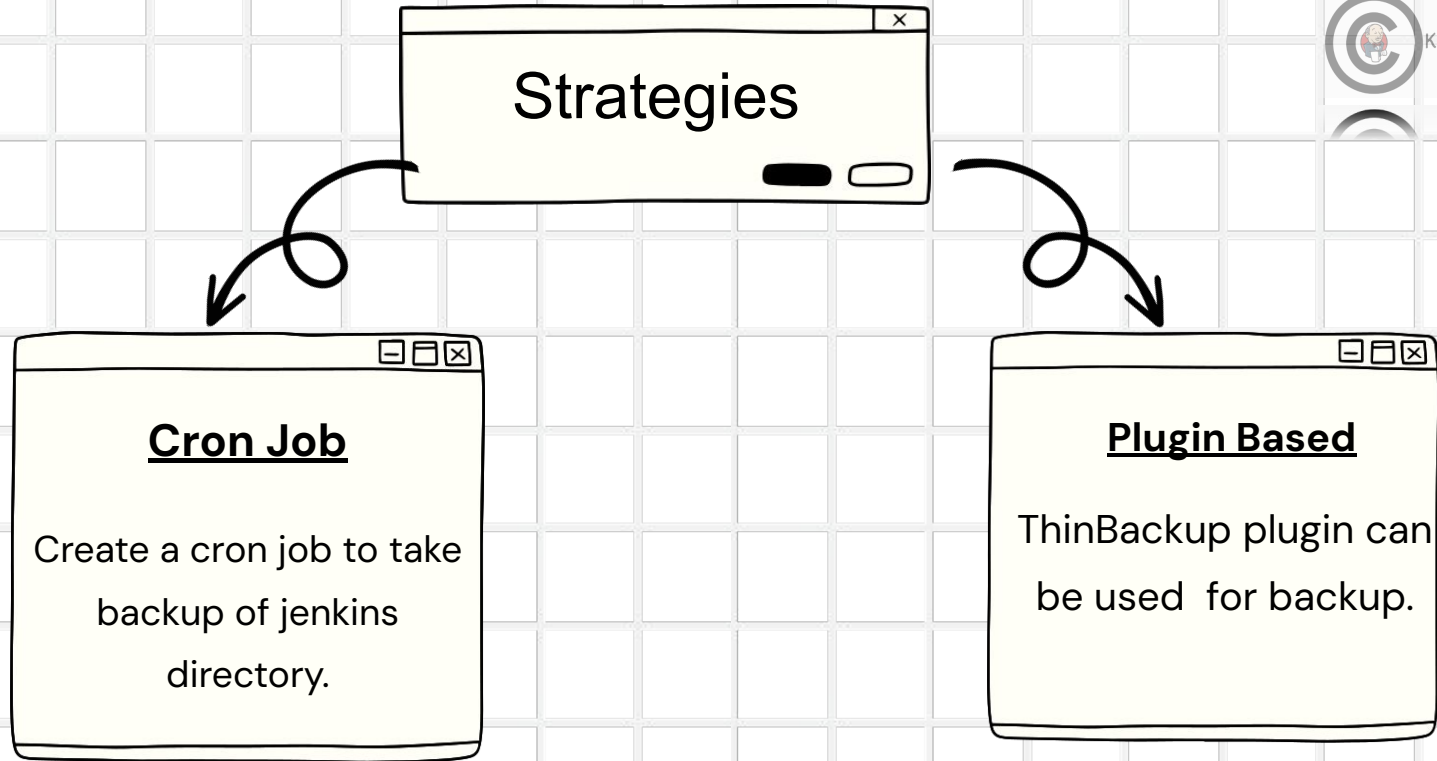 Strategies
K
Cron Job
Create a cron job to take
backup of jenkins
directory.
Plugin Based
ThinBackup plugin can
be used for backup.